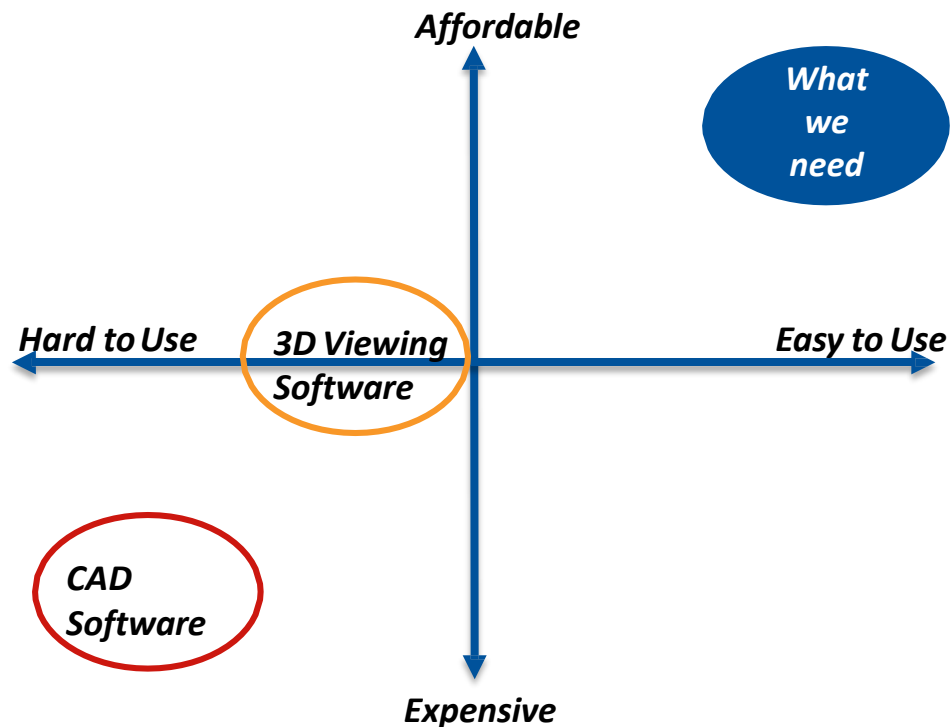 Affordable
What
we
need
Hard to Use
3D Viewing
Software
Easy to Use
CAD
Software
Expensive